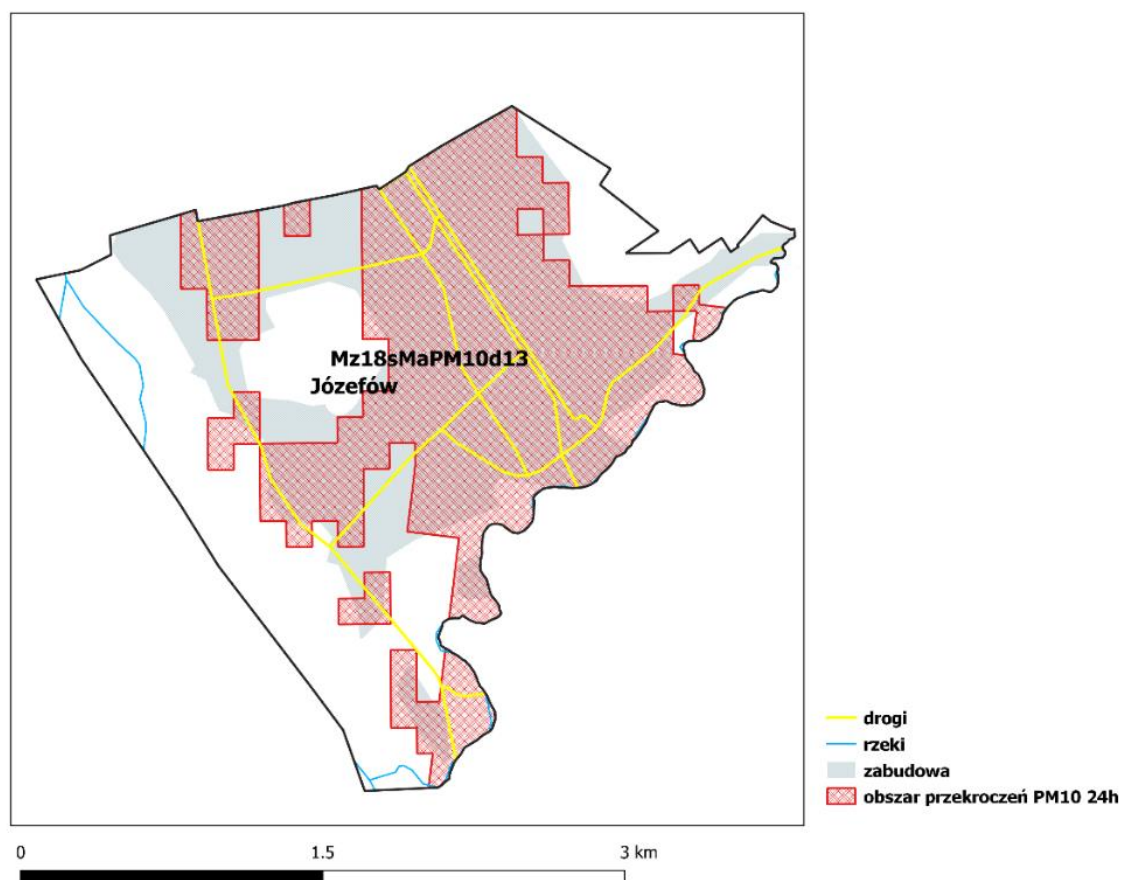 Mz18sMaPM10d13
Józefów
drogi
rzeki
zabudowa
obszar przekroczeń PM10 24h
0 1.5 3 km